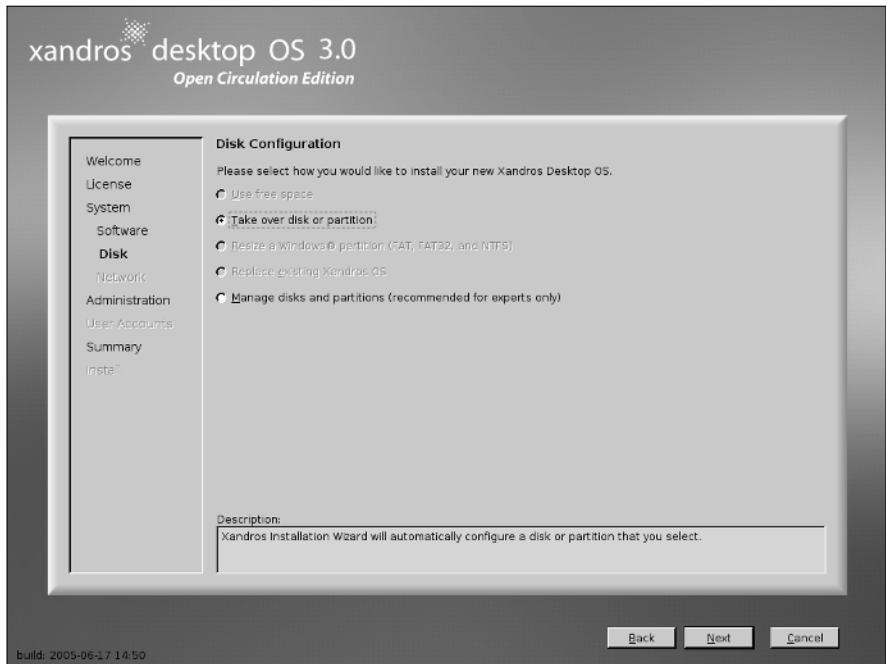 xandros desktop OS 3.0
Open Circulation Edition
Welcome
License
System
Software
Disk
Network
Administration
User Accounts
Summary
Install
Disk Configuration
Please select how you would like to install your new Xandros Desktop OS.
Use free space
Take over disk or partition
Resize a Windows® partition (FAT, FAT32, and NTFS)
Replace existing Xandros OS
Manage disks and partitions (recommended for experts only)
Description:
Xandros Installation Wizard will automatically configure a disk or partition that you select.
Back
Next
Cancel
build: 2005-06-17 14:50